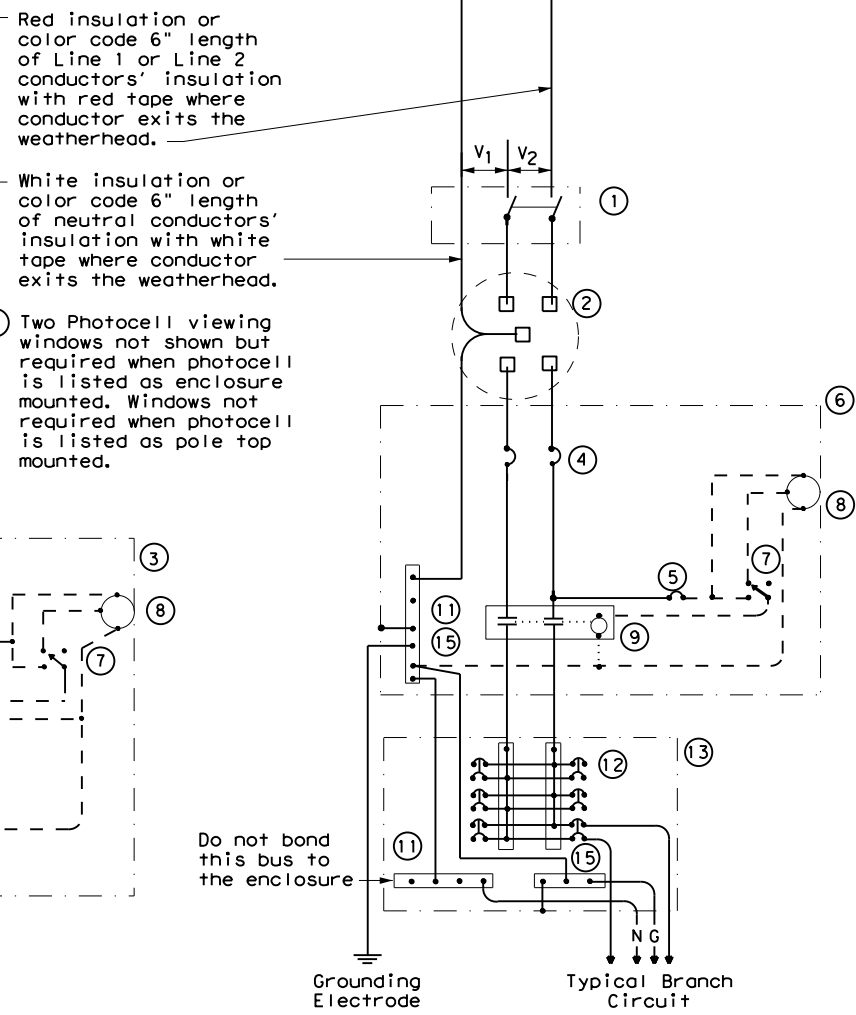 Red insulation or
color code 6" length
of Line 1 or Line 2
conductors' insulation
with red tape where
conductor exits the
weatherhead.
White insulation or
color code 6" length
of neutral conductors'
insulation with white
tape where conductor
exits the weatherhead.
Two Photocell viewing
windows not shown but
required when photocell
is listed as enclosure
mounted. Windows not
required when photocell
is listed as pole top
mounted.
V1 V2
1
2
6
4
8
7
5
11
15
9
3
8
7
13
12
11
15
Do not bond
this bus to
the enclosure
N G
Grounding
Electrode
Typical Branch
Circuit